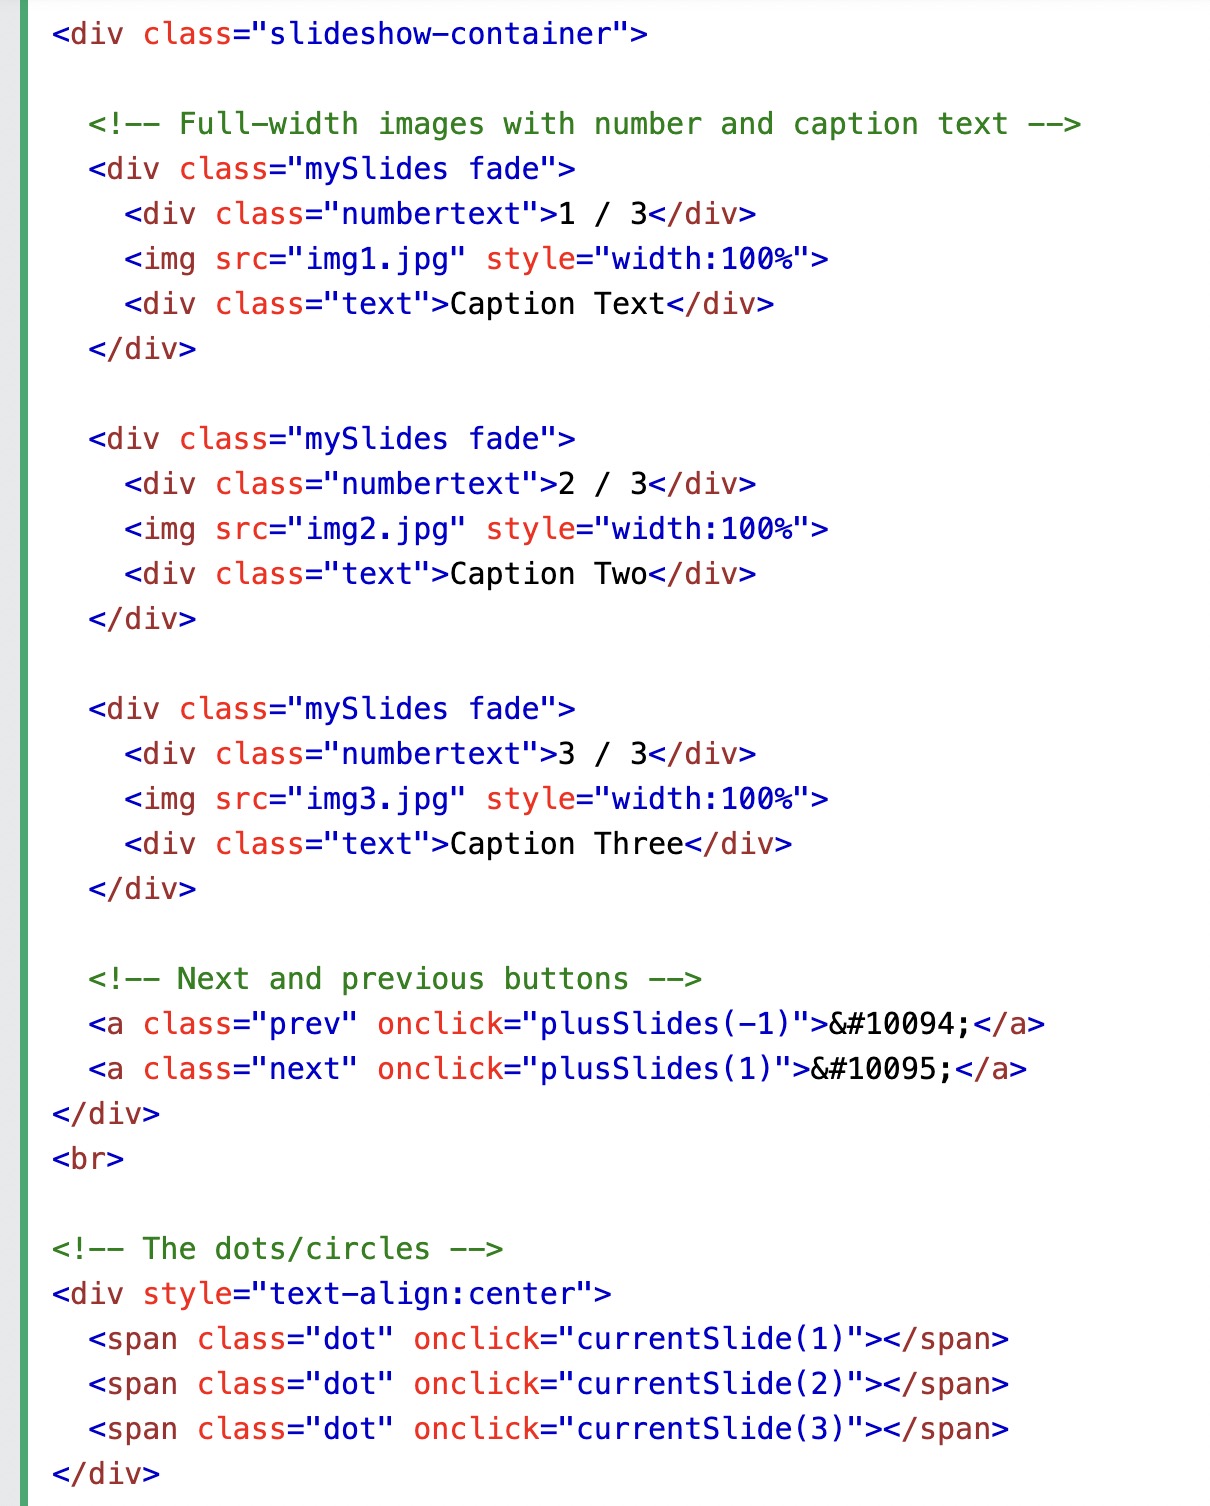 <div class="slideshow-container">

  <!-- Full-width images with number and caption text -->
  <div class="mySlides fade">
    <div class="numbertext">1 / 3</div>
    <img src="img1.jpg" style="width:100%">
    <div class="text">Caption Text</div>
  </div>

  <div class="mySlides fade">
    <div class="numbertext">2 / 3</div>
    <img src="img2.jpg" style="width:100%">
    <div class="text">Caption Two</div>
  </div>

  <div class="mySlides fade">
    <div class="numbertext">3 / 3</div>
    <img src="img3.jpg" style="width:100%">
    <div class="text">Caption Three</div>
  </div>

  <!-- Next and previous buttons -->
  <a class="prev" onclick="plusSlides(-1)">&#10094;</a>
  <a class="next" onclick="plusSlides(1)">&#10095;</a>
</div>
<br>

<!-- The dots/circles -->
<div style="text-align:center">
  <span class="dot" onclick="currentSlide(1)"></span>
  <span class="dot" onclick="currentSlide(2)"></span>
  <span class="dot" onclick="currentSlide(3)"></span>
</div>